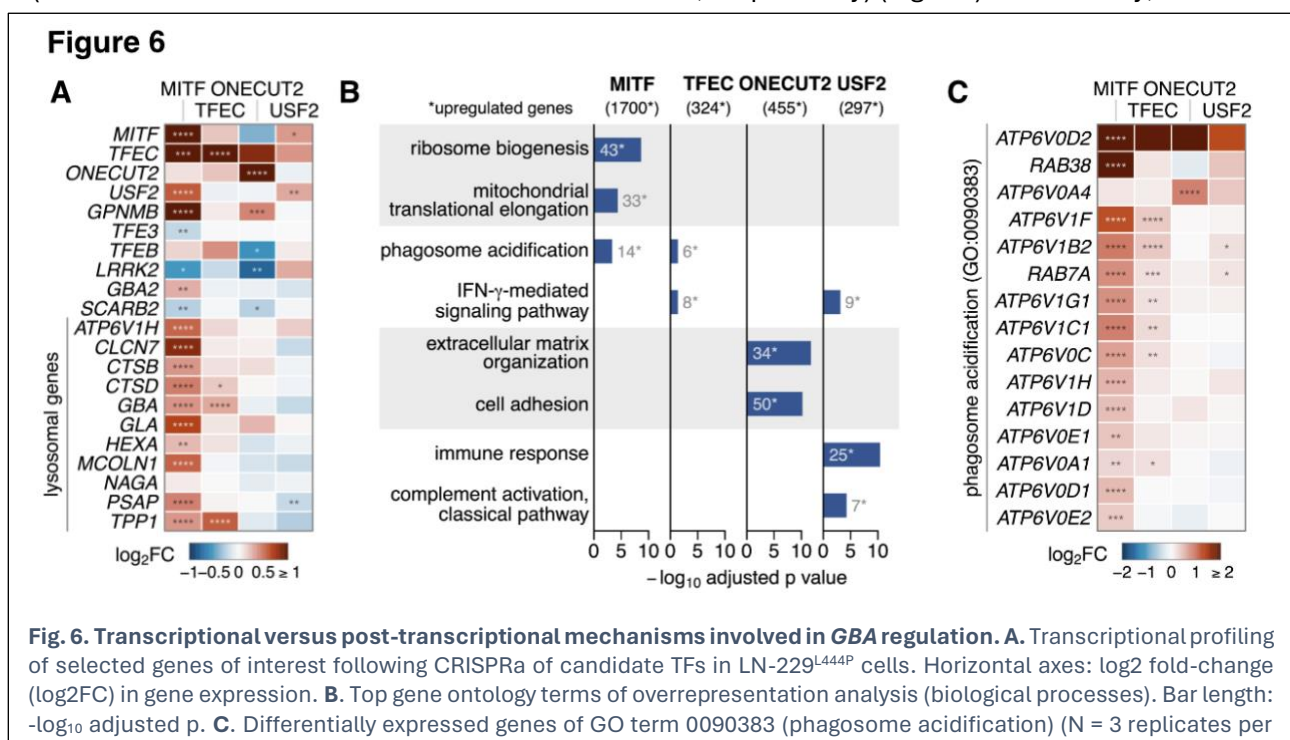 Figure 6
A
MITF ONECUT2
TFEC USF2
MITF **** *
TFEC *** ****
ONECUT2 ****
USF2 **** **
GPNMB **** ***
TFE3 **
TFEB *
LRRK2 * **
GBA2 **
SCARB2 ** *
lysosomal genes
ATP6V1H ****
CLCN7 ****
CTSB ****
CTSD **** *
GBA **** ****
GLA ****
HEXA **
MCOLN1 ****
NAGA
PSAP **** **
TPP1 **** ****
log2FC
−1−0.5 0 0.5 ≥ 1
B
MITF TFEC ONECUT2 USF2
*upregulated genes (1700*) (324*) (455*) (297*)
ribosome biogenesis 43*
mitochondrial
translational elongation 33*
phagosome acidification 14* 6*
IFN-γ-mediated
signaling pathway 8* 9*
extracellular matrix
organization 34*
cell adhesion 50*
immune response 25*
complement activation,
classical pathway 7*
0 5 10 0 5 10 0 5 10 0 5 10
−log10 adjusted p value
C
MITF ONECUT2
TFEC USF2
phagosome acidification (GO:0090383)
ATP6V0D2 ****
RAB38 ****
ATP6V0A4 ****
ATP6V1F **** ****
ATP6V1B2 **** **** *
RAB7A **** *** *
ATP6V1G1 **** **
ATP6V1C1 **** **
ATP6V0C **** **
ATP6V1H ****
ATP6V1D ****
ATP6V0E1 **
ATP6V0A1 ** *
ATP6V0D1 ****
ATP6V0E2 ***
log2FC
-2 -1 0 1 ≥ 2
Fig. 6. Transcriptional versus post-transcriptional mechanisms involved in GBA regulation. A. Transcriptional profiling
of selected genes of interest following CRISPRa of candidate TFs in LN-229L444P cells. Horizontal axes: log2 fold-change
(log2FC) in gene expression. B. Top gene ontology terms of overrepresentation analysis (biological processes). Bar length:
-log10 adjusted p. C. Differentially expressed genes of GO term 0090383 (phagosome acidification) (N = 3 replicates per